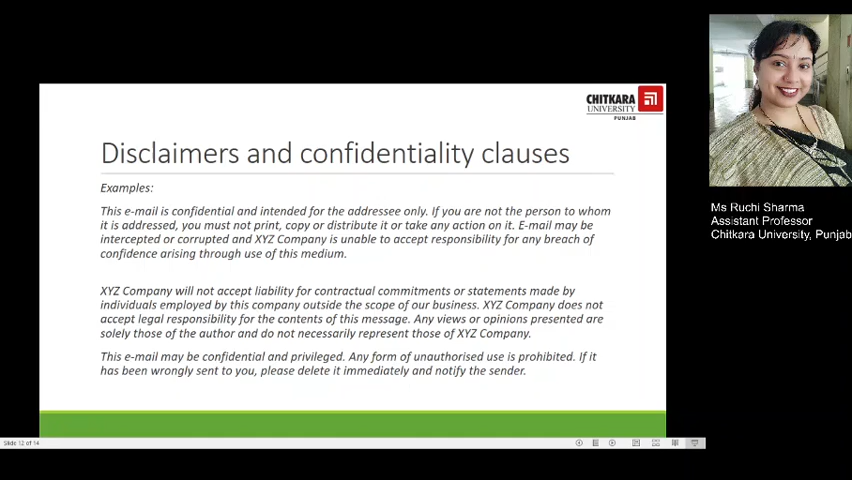 CHITKARA
UNIVERSITY
PUNJAB
Disclaimers and confidentiality clauses
Examples:
This e-mail is confidential and intended for the addressee only. If you are not the person to whom
it is addressed, you must not print, copy or distribute it or take any action on it. E-mail may be
intercepted or corrupted and XYZ Company is unable to accept responsibility for any breach of
confidence arising through use of this medium.
XYZ Company will not accept liability for contractual commitments or statements made by
individuals employed by this company outside the scope of our business. XYZ Company does not
accept legal responsibility for the contents of this message. Any views or opinions presented are
solely those of the author and do not necessarily represent those of XYZ Company.
This e-mail may be confidential and privileged. Any form of unauthorised use is prohibited. If it
has been wrongly sent to you, please delete it immediately and notify the sender.
Slide 12 of 14
Ms Ruchi Sharma
Assistant Professor
Chitkara University, Punjab